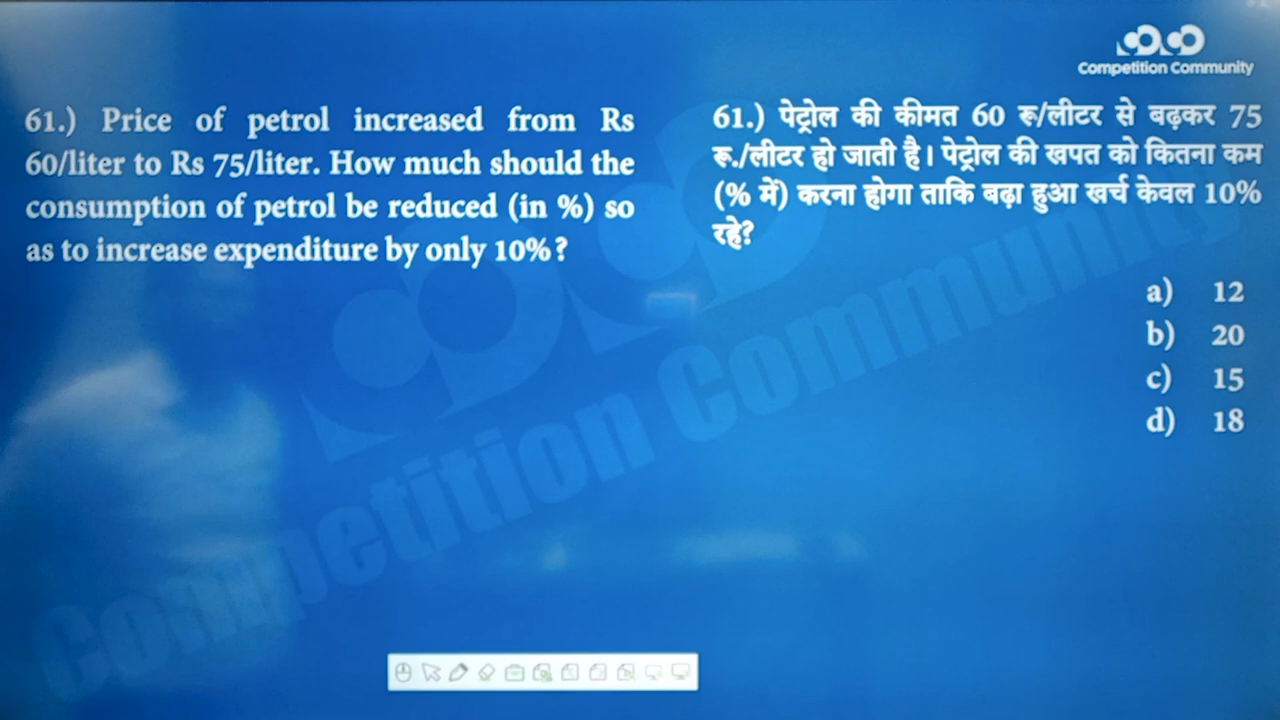 Competition Community
61.) Price of petrol increased from Rs
60/liter to Rs 75/liter. How much should the
consumption of petrol be reduced (in %) so
as to increase expenditure by only 10%?
61.) पेट्रोल की कीमत 60 रू/लीटर से बढ़कर 75
रू./लीटर हो जाती है। पेट्रोल की खपत को कितना कम
(% में) करना होगा ताकि बढ़ा हुआ खर्च केवल 10%
रहे?
a) 12
b) 20
c) 15
d) 18
Competition Community